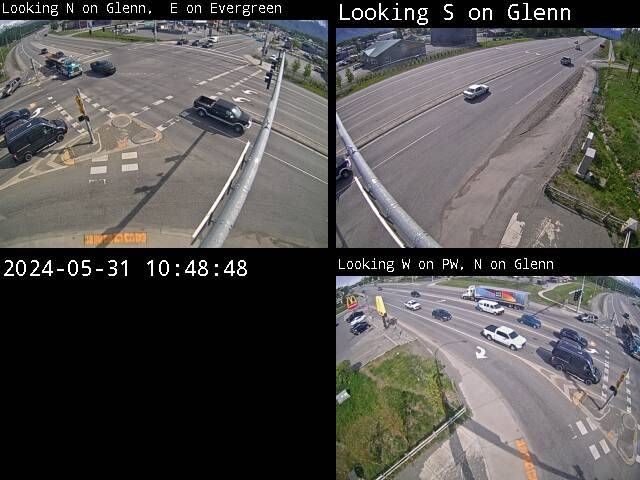 Looking N on Glenn, E on Evergreen
Looking S on Glenn
2024-05-31 10:48:48
Looking W on PW, N on Glenn